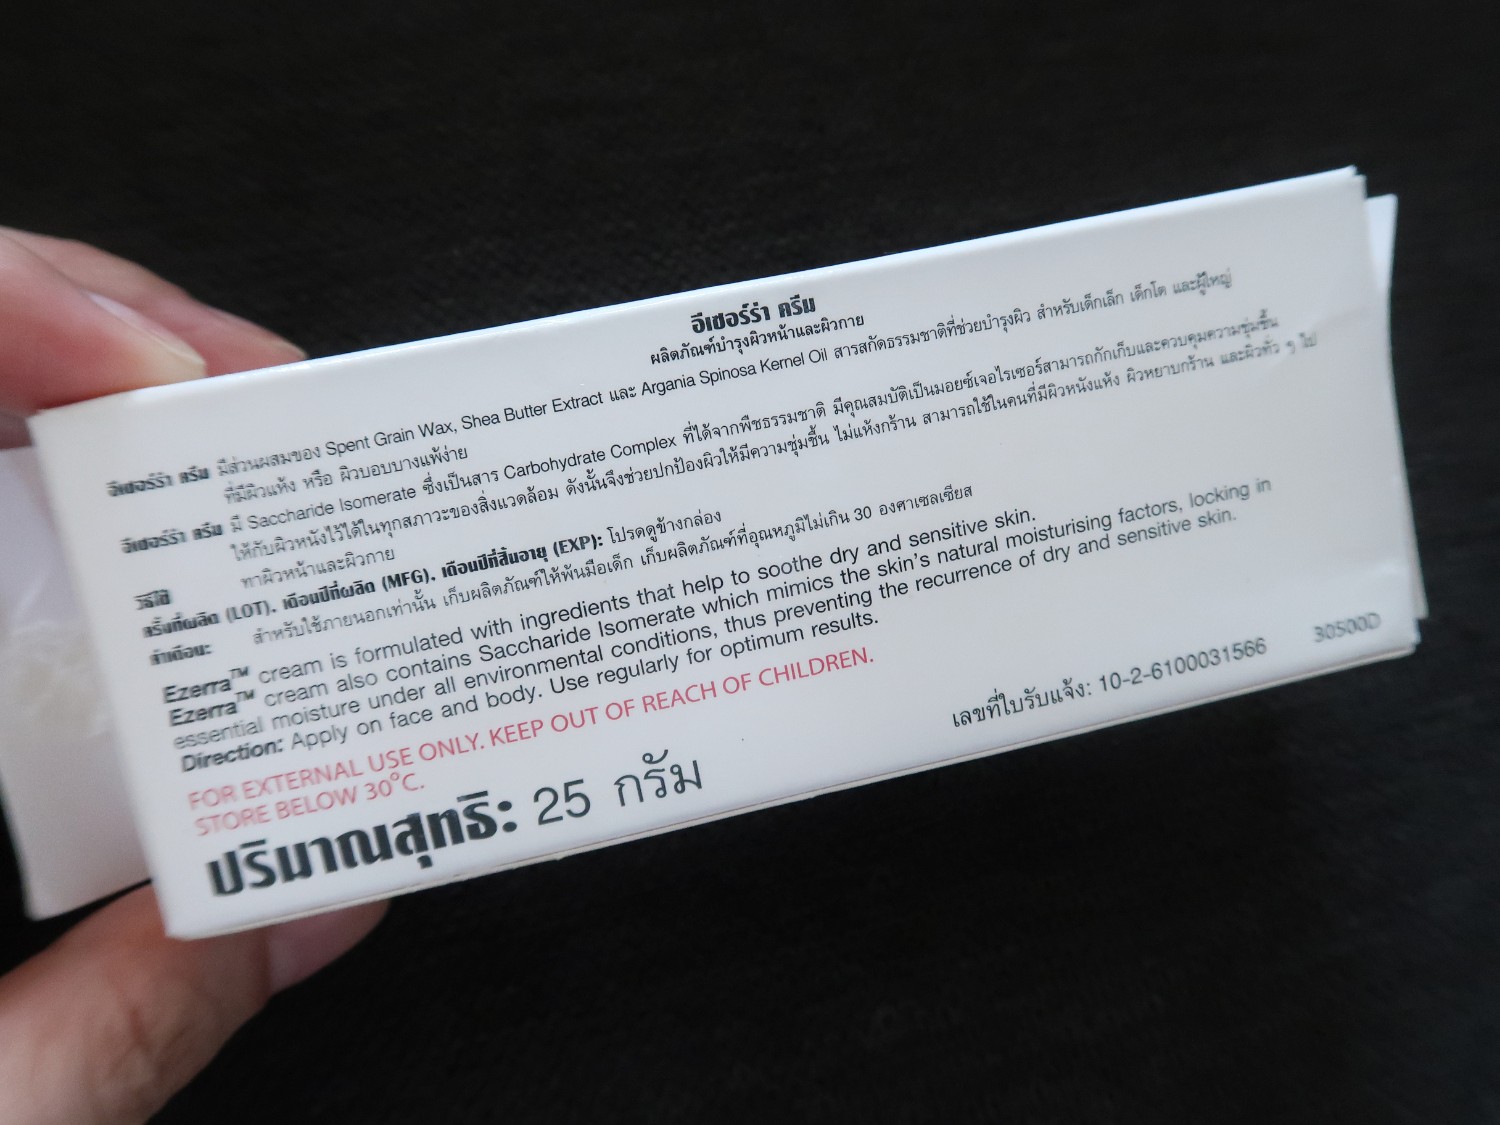 อีเซอร์ร่า ครีม
ผลิตภัณฑ์บำรุงผิวหน้าและผิวกาย
อีเซอร์ร่า ครีม มีส่วนผสมของ Spent Grain Wax, Shea Butter Extract และ Argania Spinosa Kernel Oil สารสกัดธรรมชาติที่ช่วยบำรุงผิว สำหรับเด็กเล็ก เด็กโต และผู้ใหญ่
ที่มีผิวแห้ง หรือ ผิวบอบบางแพ้ง่าย
อีเซอร์ร่า ครีม มี Saccharide Isomerate ซึ่งเป็นสาร Carbohydrate Complex ที่ได้จากพืชธรรมชาติ มีคุณสมบัติเป็นมอยซ์เจอไรเซอร์สามารถกักเก็บและควบคุมความชุ่มชื้น
ให้กับผิวหนังไว้ได้ในทุกสภาวะของสิ่งแวดล้อม ดังนั้นจึงช่วยปกป้องผิวให้มีความชุ่มชื้น ไม่แห้งกร้าน สามารถใช้ในคนที่มีผิวหนังแห้ง ผิวหยาบกร้าน และผิวทั่ว ๆ ไป
วิธีใช้ ทาผิวหน้าและผิวกาย
ครั้งที่ผลิต (LOT), เดือนปีที่ผลิต (MFG), เดือนปีที่สิ้นอายุ (EXP): โปรดดูข้างกล่อง
คำเตือน: สำหรับใช้ภายนอกเท่านั้น เก็บผลิตภัณฑ์ให้พ้นมือเด็ก เก็บผลิตภัณฑ์ที่อุณหภูมิไม่เกิน 30 องศาเซลเซียส
Ezerra™ cream is formulated with ingredients that help to soothe dry and sensitive skin.
Ezerra™ cream also contains Saccharide Isomerate which mimics the skin's natural moisturising factors, locking in
essential moisture under all environmental conditions, thus preventing the recurrence of dry and sensitive skin.
Direction: Apply on face and body. Use regularly for optimum results.
FOR EXTERNAL USE ONLY. KEEP OUT OF REACH OF CHILDREN.
STORE BELOW 30°C.
ปริมาณสุทธิ: 25 กรัม
เลขที่ใบรับแจ้ง: 10-2-6100031566
30500D